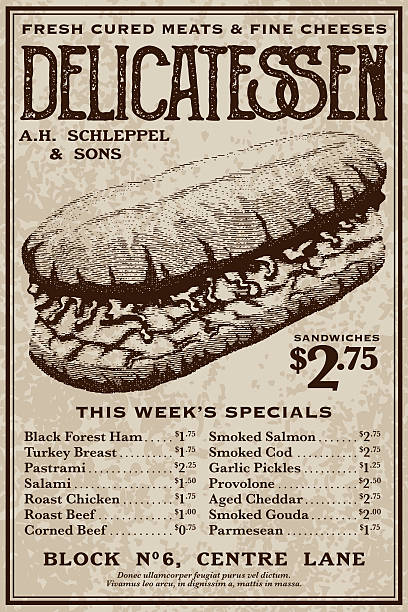 FRESH CURED MEATS & FINE CHEESES
DELICATESSEN
A.H. SCHLEPPEL
& SONS
SANDWICHES
$2.75
THIS WEEK'S SPECIALS
Black Forest Ham..... $1.75
Turkey Breast......... $1.75
Pastrami............... $2.25
Salami.................. $1.50
Roast Chicken........ $1.75
Roast Beef............ $1.00
Corned Beef.......... $0.75
Smoked Salmon....... $2.75
Smoked Cod........... $2.75
Garlic Pickles......... $1.25
Provolone.............. $2.50
Aged Cheddar......... $2.75
Smoked Gouda........ $2.00
Parmesean............. $1.75
BLOCK Nº6, CENTRE LANE
Donec ullamcorper feugiat purus vel dictum.
Vivamus leo arcu, in dignissim a, mattis in massa.